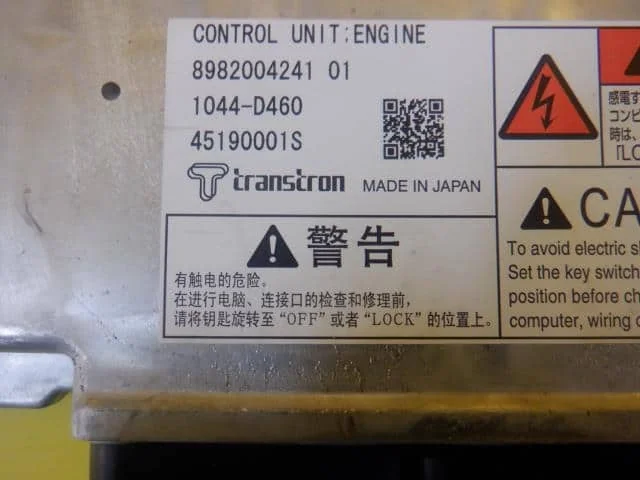 CONTROL UNIT:ENGINE
8982004241 01
1044-D460
45190001S
transtron MADE IN JAPAN
警告
有触电的危险。
在进行电脑、连接口的检查和修理前,
请将钥匙旋转至“OFF”或者“LOCK”的位置上。
感電す
コンピ
時は、
「LO
CA
To avoid electric s
Set the key switch
position before ch
computer, wiring